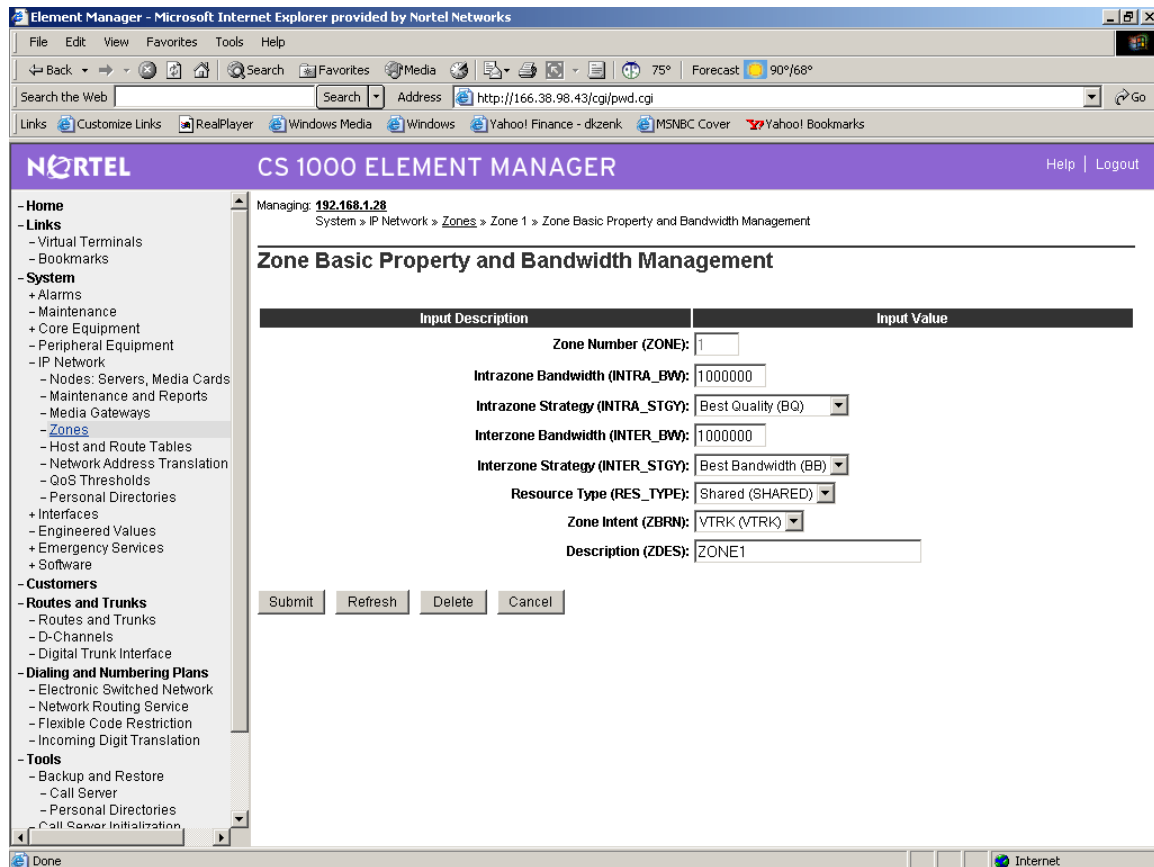 Element Manager - Microsoft Internet Explorer provided by Nortel Networks
File Edit View Favorites Tools Help
Back Search Favorites Media 75° Forecast 90°/68°
Search the Web Search Address http://166.38.98.43/cgi/pwd.cgi Go
Links Customize Links RealPlayer Windows Media Windows Yahoo! Finance - dkzenk MSNBC Cover Yahoo! Bookmarks
NORTEL CS 1000 ELEMENT MANAGER Help | Logout
- Home
- Links
- Virtual Terminals
- Bookmarks
- System
+ Alarms
- Maintenance
+ Core Equipment
- Peripheral Equipment
- IP Network
- Nodes: Servers, Media Cards
- Maintenance and Reports
- Media Gateways
- Zones
- Host and Route Tables
- Network Address Translation
- QoS Thresholds
- Personal Directories
+ Interfaces
- Engineered Values
+ Emergency Services
+ Software
- Customers
- Routes and Trunks
- Routes and Trunks
- D-Channels
- Digital Trunk Interface
- Dialing and Numbering Plans
- Electronic Switched Network
- Network Routing Service
- Flexible Code Restriction
- Incoming Digit Translation
- Tools
- Backup and Restore
- Call Server
- Personal Directories
- Call Server Initialization
Managing: 192.168.1.28
System » IP Network » Zones » Zone 1 » Zone Basic Property and Bandwidth Management
Zone Basic Property and Bandwidth Management
Input Description Input Value
Zone Number (ZONE): 1
Intrazone Bandwidth (INTRA_BW): 1000000
Intrazone Strategy (INTRA_STGY): Best Quality (BQ)
Interzone Bandwidth (INTER_BW): 1000000
Interzone Strategy (INTER_STGY): Best Bandwidth (BB)
Resource Type (RES_TYPE): Shared (SHARED)
Zone Intent (ZBRN): VTRK (VTRK)
Description (ZDES): ZONE1
Submit Refresh Delete Cancel
Done Internet